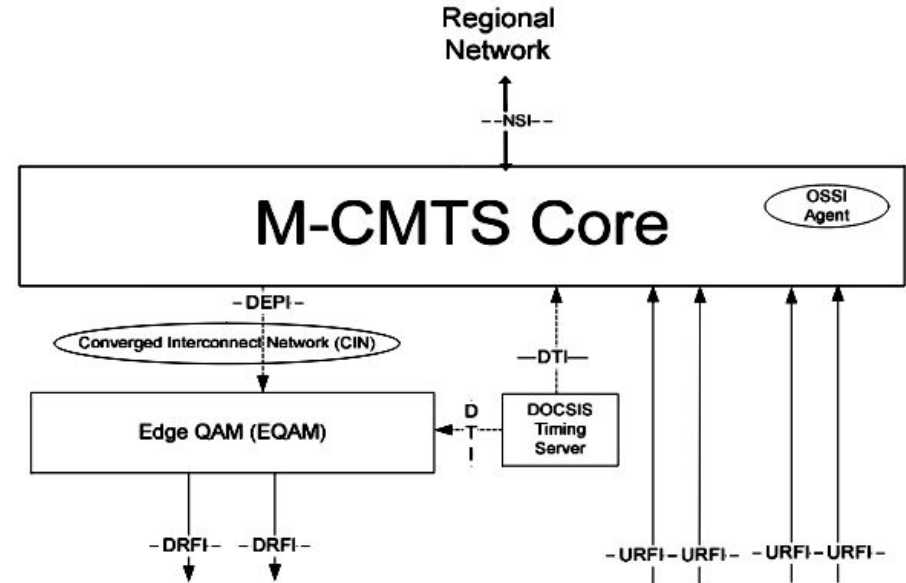 Regional
Network
NSI
M-CMTS Core
OSSI
Agent
DEPI
Converged Interconnect Network (CIN)
DTI
Edge QAM (EQAM)
D
T
I
DOCSIS
Timing
Server
DRFI
DRFI
URFI
URFI
URFI
URFI